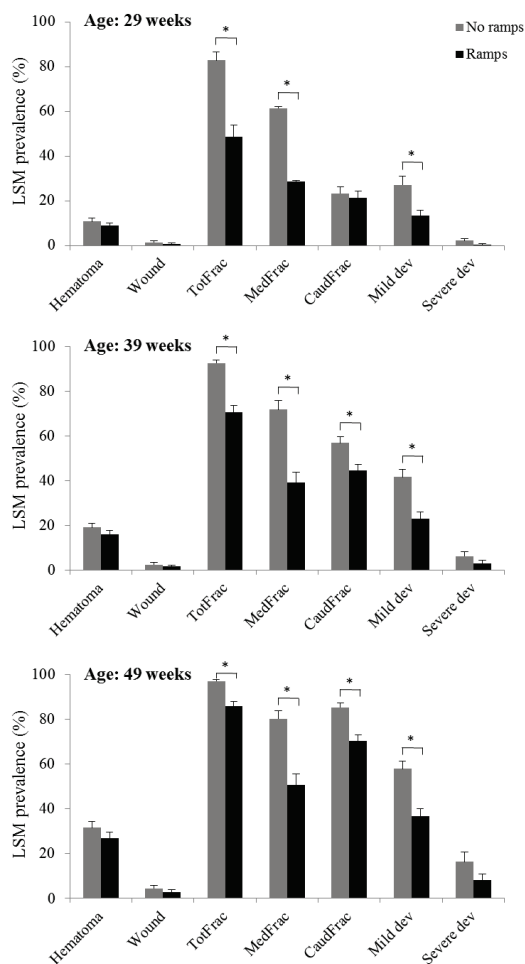 Age: 29 weeks
No ramps
Ramps
LSM prevalence (%)
100
80
60
40
20
0
*
*
*
Hematoma
Wound
TotFrac
MedFrac
CaudFrac
Mild dev
Severe dev
Age: 39 weeks
LSM prevalence (%)
100
80
60
40
20
0
*
*
*
*
Hematoma
Wound
TotFrac
MedFrac
CaudFrac
Mild dev
Severe dev
Age: 49 weeks
LSM prevalence (%)
100
80
60
40
20
0
*
*
*
*
Hematoma
Wound
TotFrac
MedFrac
CaudFrac
Mild dev
Severe dev